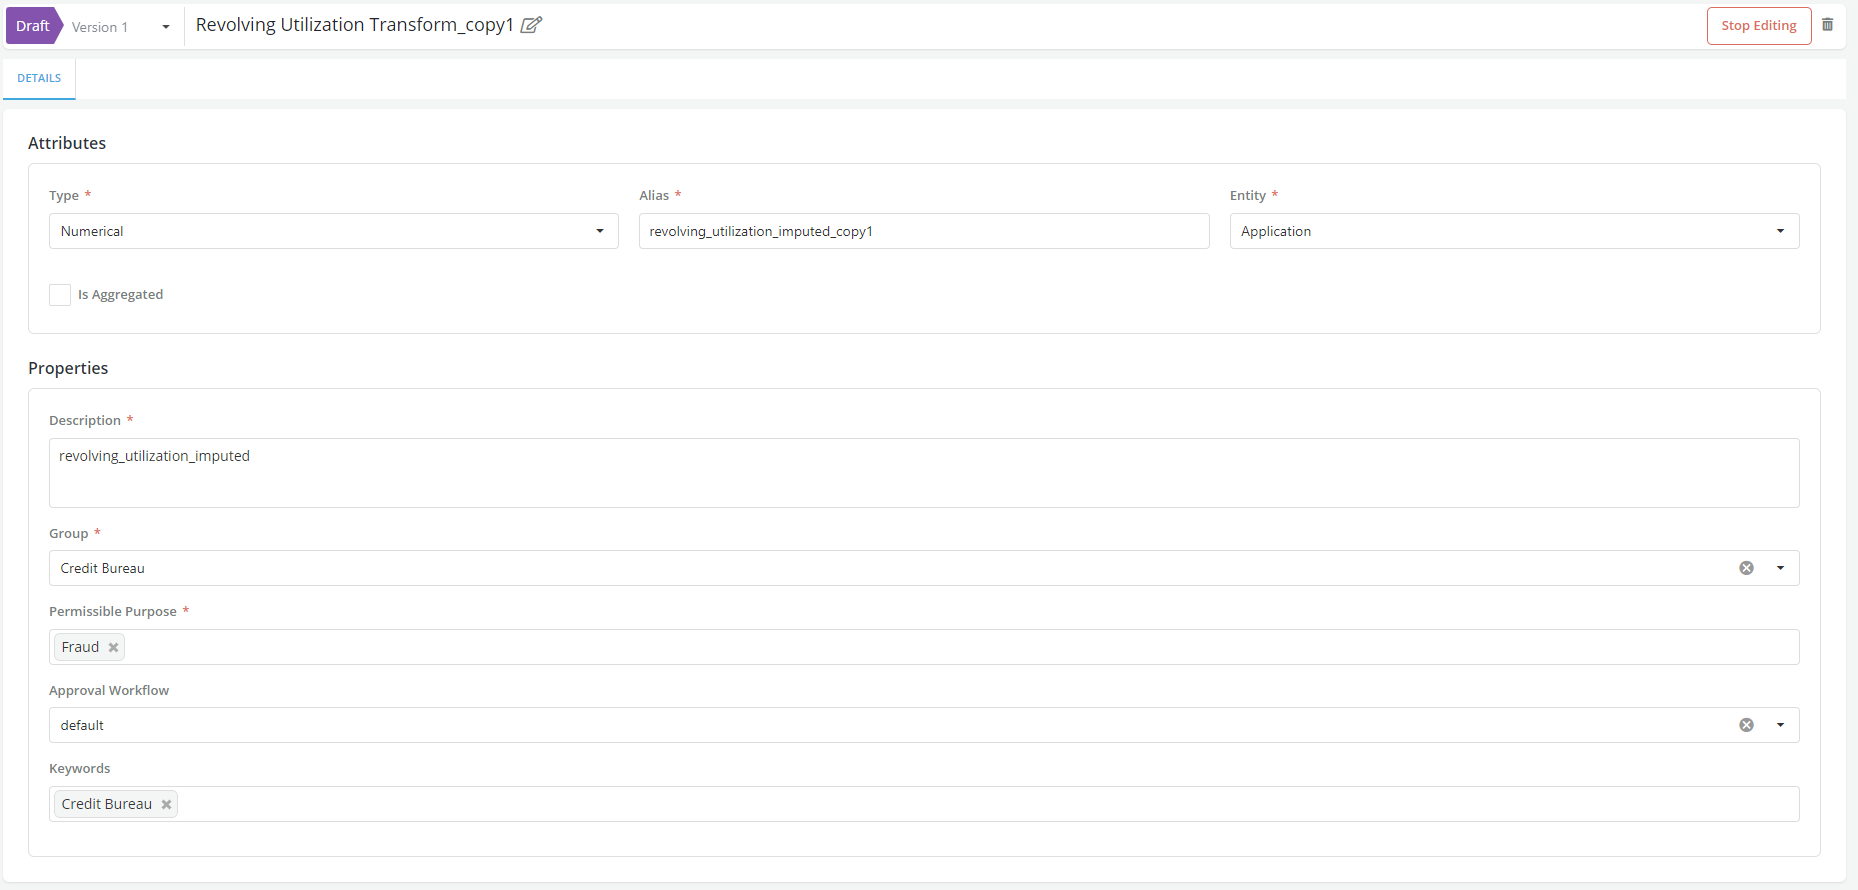 Draft Version 1 Revolving Utilization Transform_copy1 Stop Editing
DETAILS
Attributes
Type * Alias * Entity *
Numerical revolving_utilization_imputed_copy1 Application
Is Aggregated
Properties
Description *
revolving_utilization_imputed
Group *
Credit Bureau
Permissible Purpose *
Fraud
Approval Workflow
default
Keywords
Credit Bureau